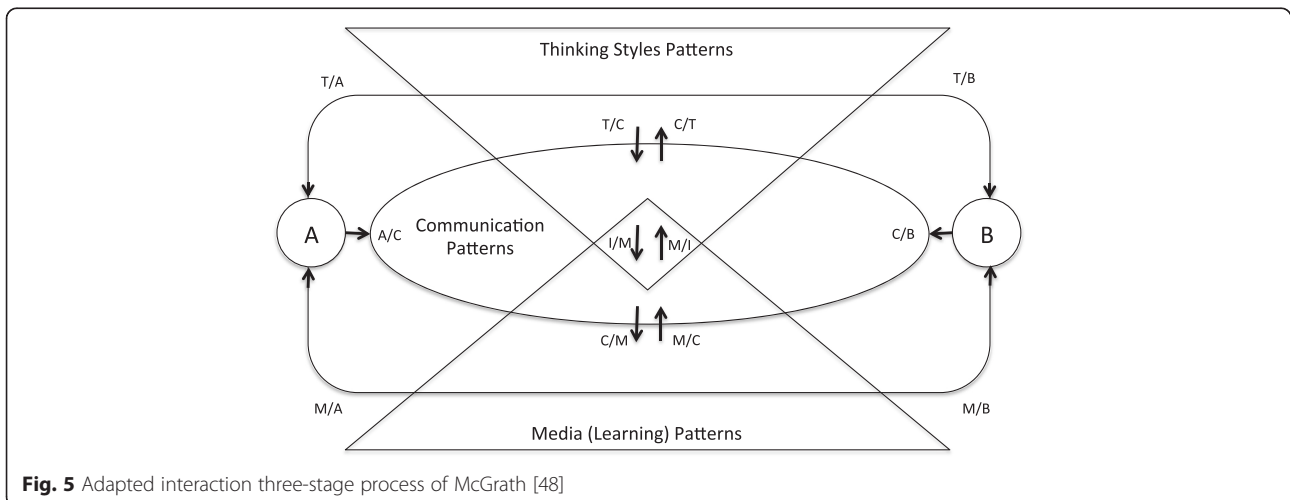 Thinking Styles Patterns
T/A
T/B
T/C C/T
A
A/C
Communication
Patterns
I/M M/I
C/B
B
C/M M/C
M/A
M/B
Media (Learning) Patterns
Fig. 5 Adapted interaction three-stage process of McGrath [48]